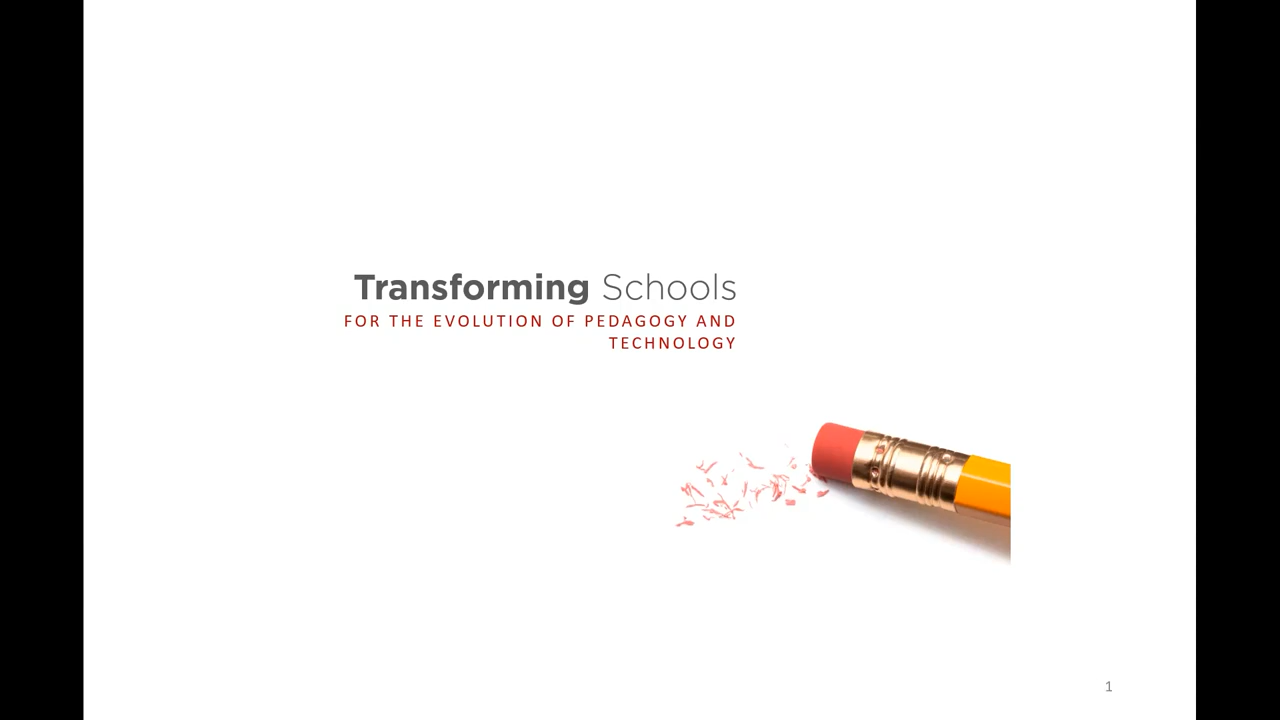 Transforming Schools
FOR THE EVOLUTION OF PEDAGOGY AND
TECHNOLOGY
1